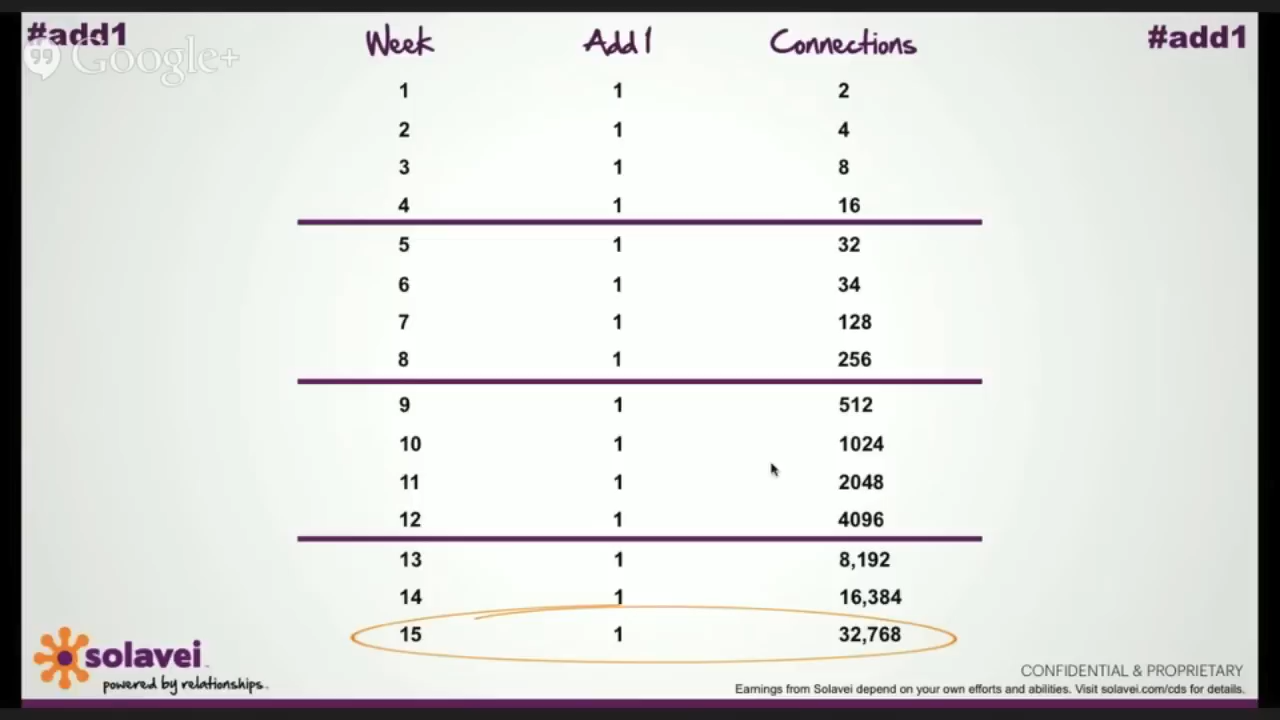 #add1
#add1
Google+
Week Add 1 Connections
1 1 2
2 1 4
3 1 8
4 1 16
5 1 32
6 1 34
7 1 128
8 1 256
9 1 512
10 1 1024
11 1 2048
12 1 4096
13 1 8,192
14 1 16,384
15 1 32,768
solavei
powered by relationships.
CONFIDENTIAL & PROPRIETARY
Earnings from Solavei depend on your own efforts and abilities. Visit solavei.com/cds for details.